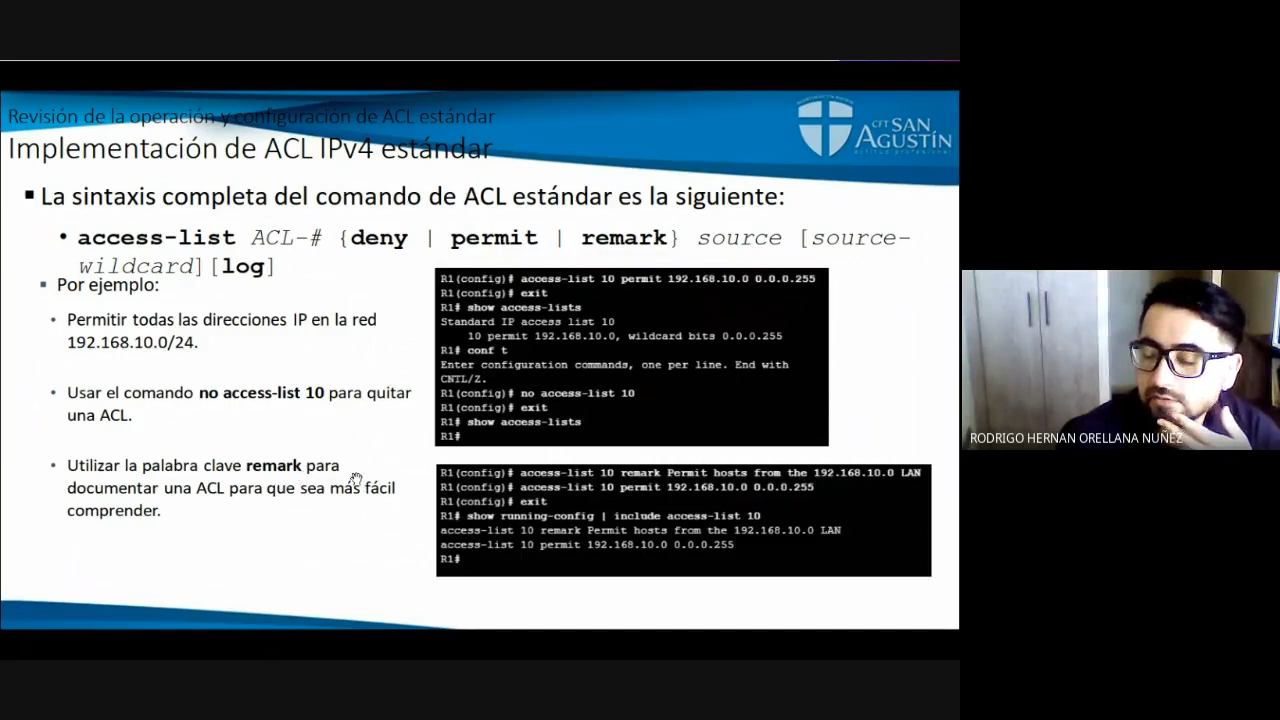 Revisión de la operación y configuración de ACL estándar
Implementación de ACL IPv4 estándar
CFT SAN
AGUSTÍN
▪ La sintaxis completa del comando de ACL estándar es la siguiente:
• access-list ACL-# {deny | permit | remark} source [source-
wildcard][log]
▪ Por ejemplo:
• Permitir todas las direcciones IP en la red
192.168.10.0/24.
• Usar el comando no access-list 10 para quitar
una ACL.
• Utilizar la palabra clave remark para
documentar una ACL para que sea más fácil
comprender.
R1(config)# access-list 10 permit 192.168.10.0 0.0.0.255
R1(config)# exit
R1# show access-lists
Standard IP access list 10
10 permit 192.168.10.0, wildcard bits 0.0.0.255
R1# conf t
Enter configuration commands, one per line. End with
CNTL/Z.
R1(config)# no access-list 10
R1(config)# exit
R1# show access-lists
R1#
R1(config)# access-list 10 remark Permit hosts from the 192.168.10.0 LAN
R1(config)# access-list 10 permit 192.168.10.0 0.0.0.255
R1(config)# exit
R1# show running-config | include access-list 10
access-list 10 remark Permit hosts from the 192.168.10.0 LAN
access-list 10 permit 192.168.10.0 0.0.0.255
R1#
RODRIGO HERNAN ORELLANA NUÑEZ